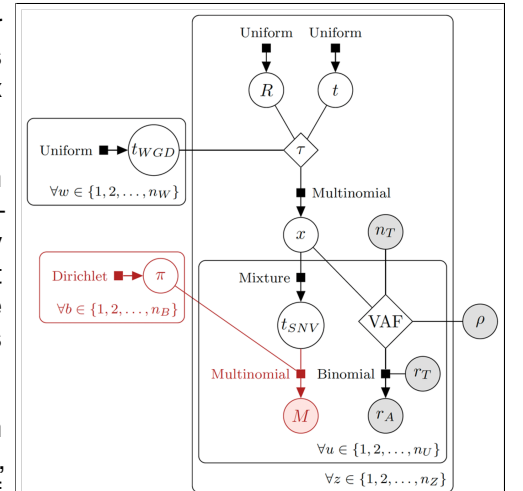 Uniform Uniform
R t
Uniform t_{WGD} τ
∀w ∈ {1, 2, . . . , n_W}
Multinomial
x n_T
Dirichlet π Mixture
∀b ∈ {1, 2, . . . , n_B}
t_{SNV} VAF ρ
Multinomial Binomial r_T
M r_A
∀u ∈ {1, 2, . . . , n_U}
∀z ∈ {1, 2, . . . , n_Z}